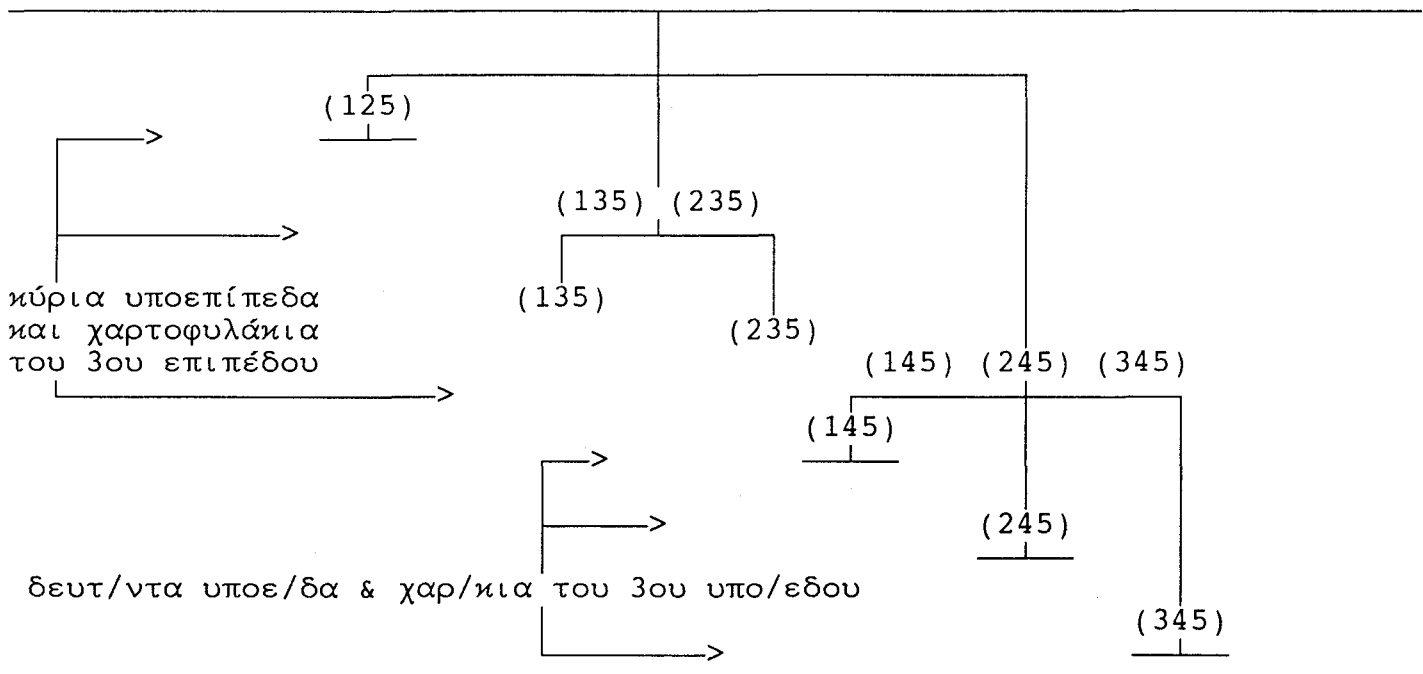 (125)
(135) (235)
κύρια υποεπίπεδα
και χαρτοφυλάκια
του 3ου επιπέδου
(135)
(235)
(145) (245) (345)
(145)
(245)
δευτ/ντα υποε/δα & χαρ/κια του 3ου υπο/εδου
(345)